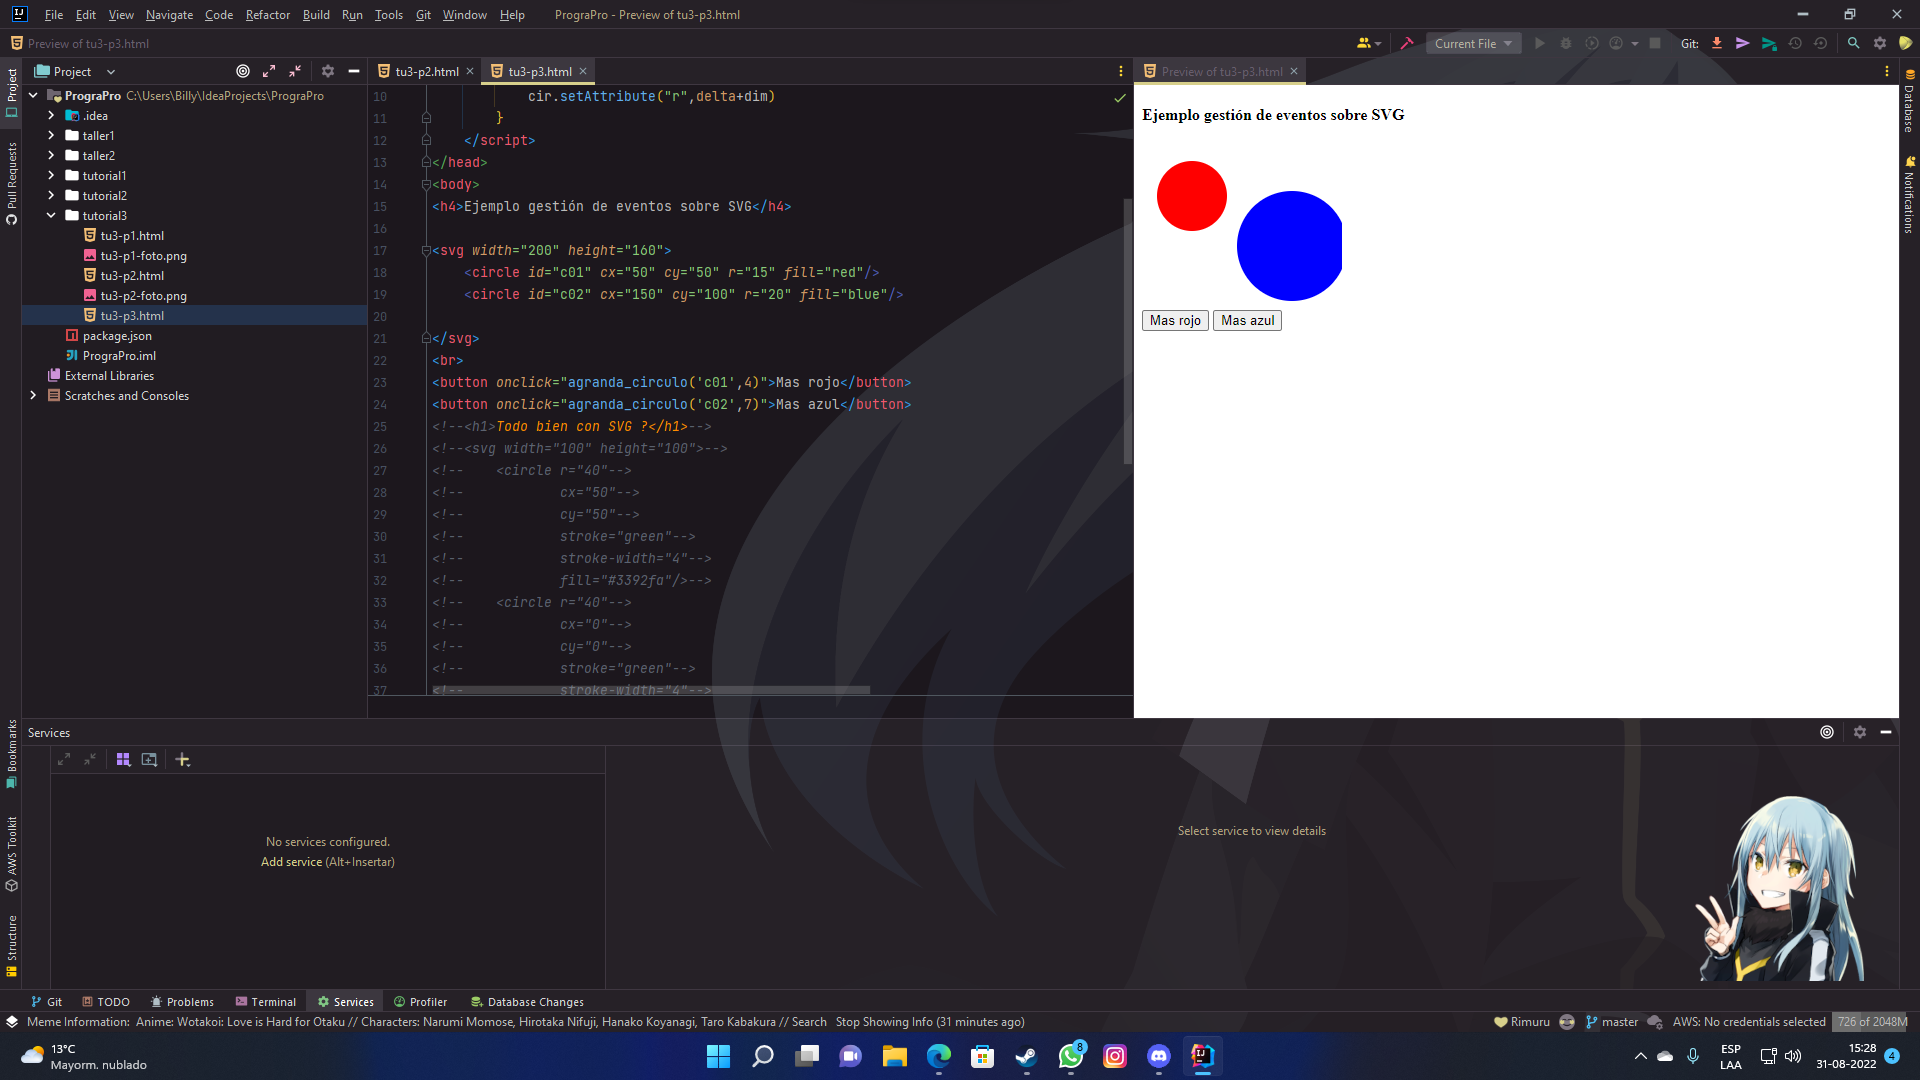 File Edit View Navigate Code Refactor Build Run Tools Git Window Help PrograPro - Preview of tu3-p3.html
Preview of tu3-p3.html
Current File
Git:
Project
tu3-p2.html
tu3-p3.html
Preview of tu3-p3.html
PrograPro C:\Users\Billy\IdeaProjects\PrograPro
.idea
taller1
taller2
tutorial1
tutorial2
tutorial3
tu3-p1.html
tu3-p1-foto.png
tu3-p2.html
tu3-p2-foto.png
tu3-p3.html
package.json
PrograPro.iml
External Libraries
Scratches and Consoles
10 cir.setAttribute("r",delta+dim)
11 }
12 </script>
13 </head>
14 <body>
15 <h4>Ejemplo gestión de eventos sobre SVG</h4>
16
17 <svg width="200" height="160">
18 <circle id="c01" cx="50" cy="50" r="15" fill="red"/>
19 <circle id="c02" cx="150" cy="100" r="20" fill="blue"/>
20
21 </svg>
22 <br>
23 <button onclick="agranda_circulo('c01',4)">Mas rojo</button>
24 <button onclick="agranda_circulo('c02',7)">Mas azul</button>
25 <!--<h1>Todo bien con SVG ?</h1>-->
26 <!--<svg width="100" height="100">-->
27 <!-- <circle r="40"-->
28 <!-- cx="50"-->
29 <!-- cy="50"-->
30 <!-- stroke="green"-->
31 <!-- stroke-width="4"-->
32 <!-- fill="#3392fa"/>-->
33 <!-- <circle r="40"-->
34 <!-- cx="0"-->
35 <!-- cy="0"-->
36 <!-- stroke="green"-->
37 <!-- stroke-width="4"-->
Ejemplo gestión de eventos sobre SVG
Mas rojo Mas azul
Project
Pull Requests
Bookmarks
AWS Toolkit
Structure
Database
Notifications
Services
No services configured.
Add service (Alt+Insertar)
Select service to view details
Git TODO Problems Terminal Services Profiler Database Changes
Meme Information: Anime: Wotakoi: Love is Hard for Otaku // Characters: Narumi Momose, Hirotaka Nifuji, Hanako Koyanagi, Taro Kabakura // Search Stop Showing Info (31 minutes ago)
Rimuru master AWS: No credentials selected 726 of 2048M
13°C
Mayorm. nublado
8
ESP
LAA
15:28
31-08-2022
4